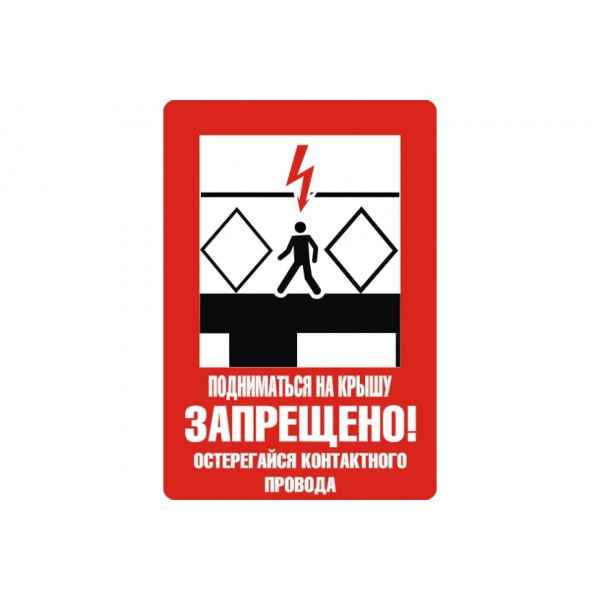 ПОДНИМАТЬСЯ НА КРЫШУ
ЗАПРЕЩЕНО!
ОСТЕРЕГАЙСЯ КОНТАКТНОГО
ПРОВОДА